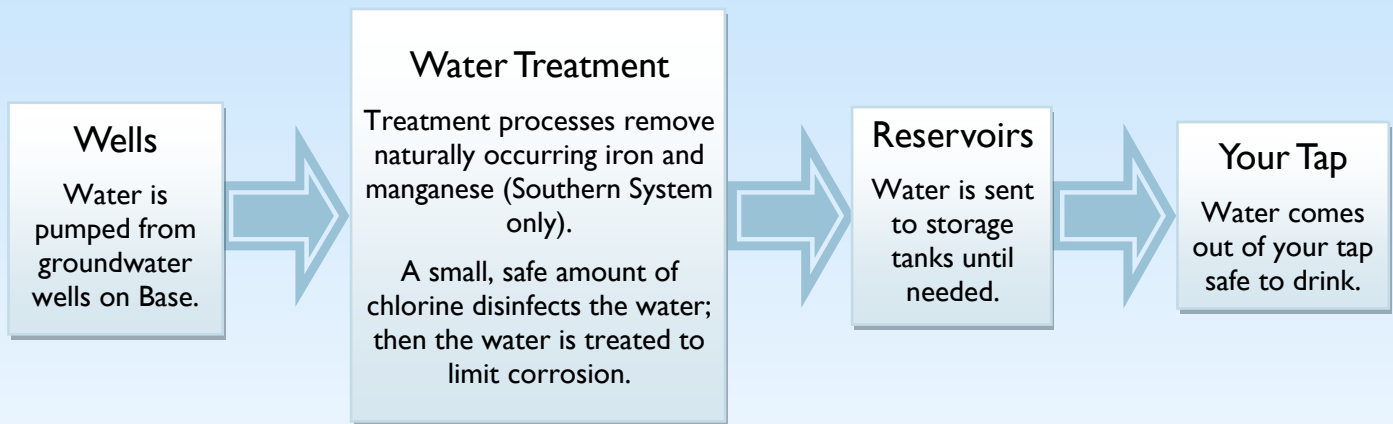 Wells
Water is
pumped from
groundwater
wells on Base.
Water Treatment
Treatment processes remove
naturally occurring iron and
manganese (Southern System
only).
A small, safe amount of
chlorine disinfects the water;
then the water is treated to
limit corrosion.
Reservoirs
Water is sent
to storage
tanks until
needed.
Your Tap
Water comes
out of your tap
safe to drink.